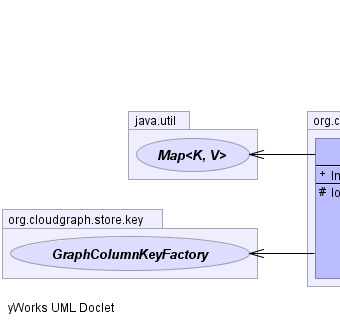 java.util
org.c
Map<K, V>
+ In
# lo
org.cloudgraph.store.key
GraphColumnKeyFactory
yWorks UML Doclet